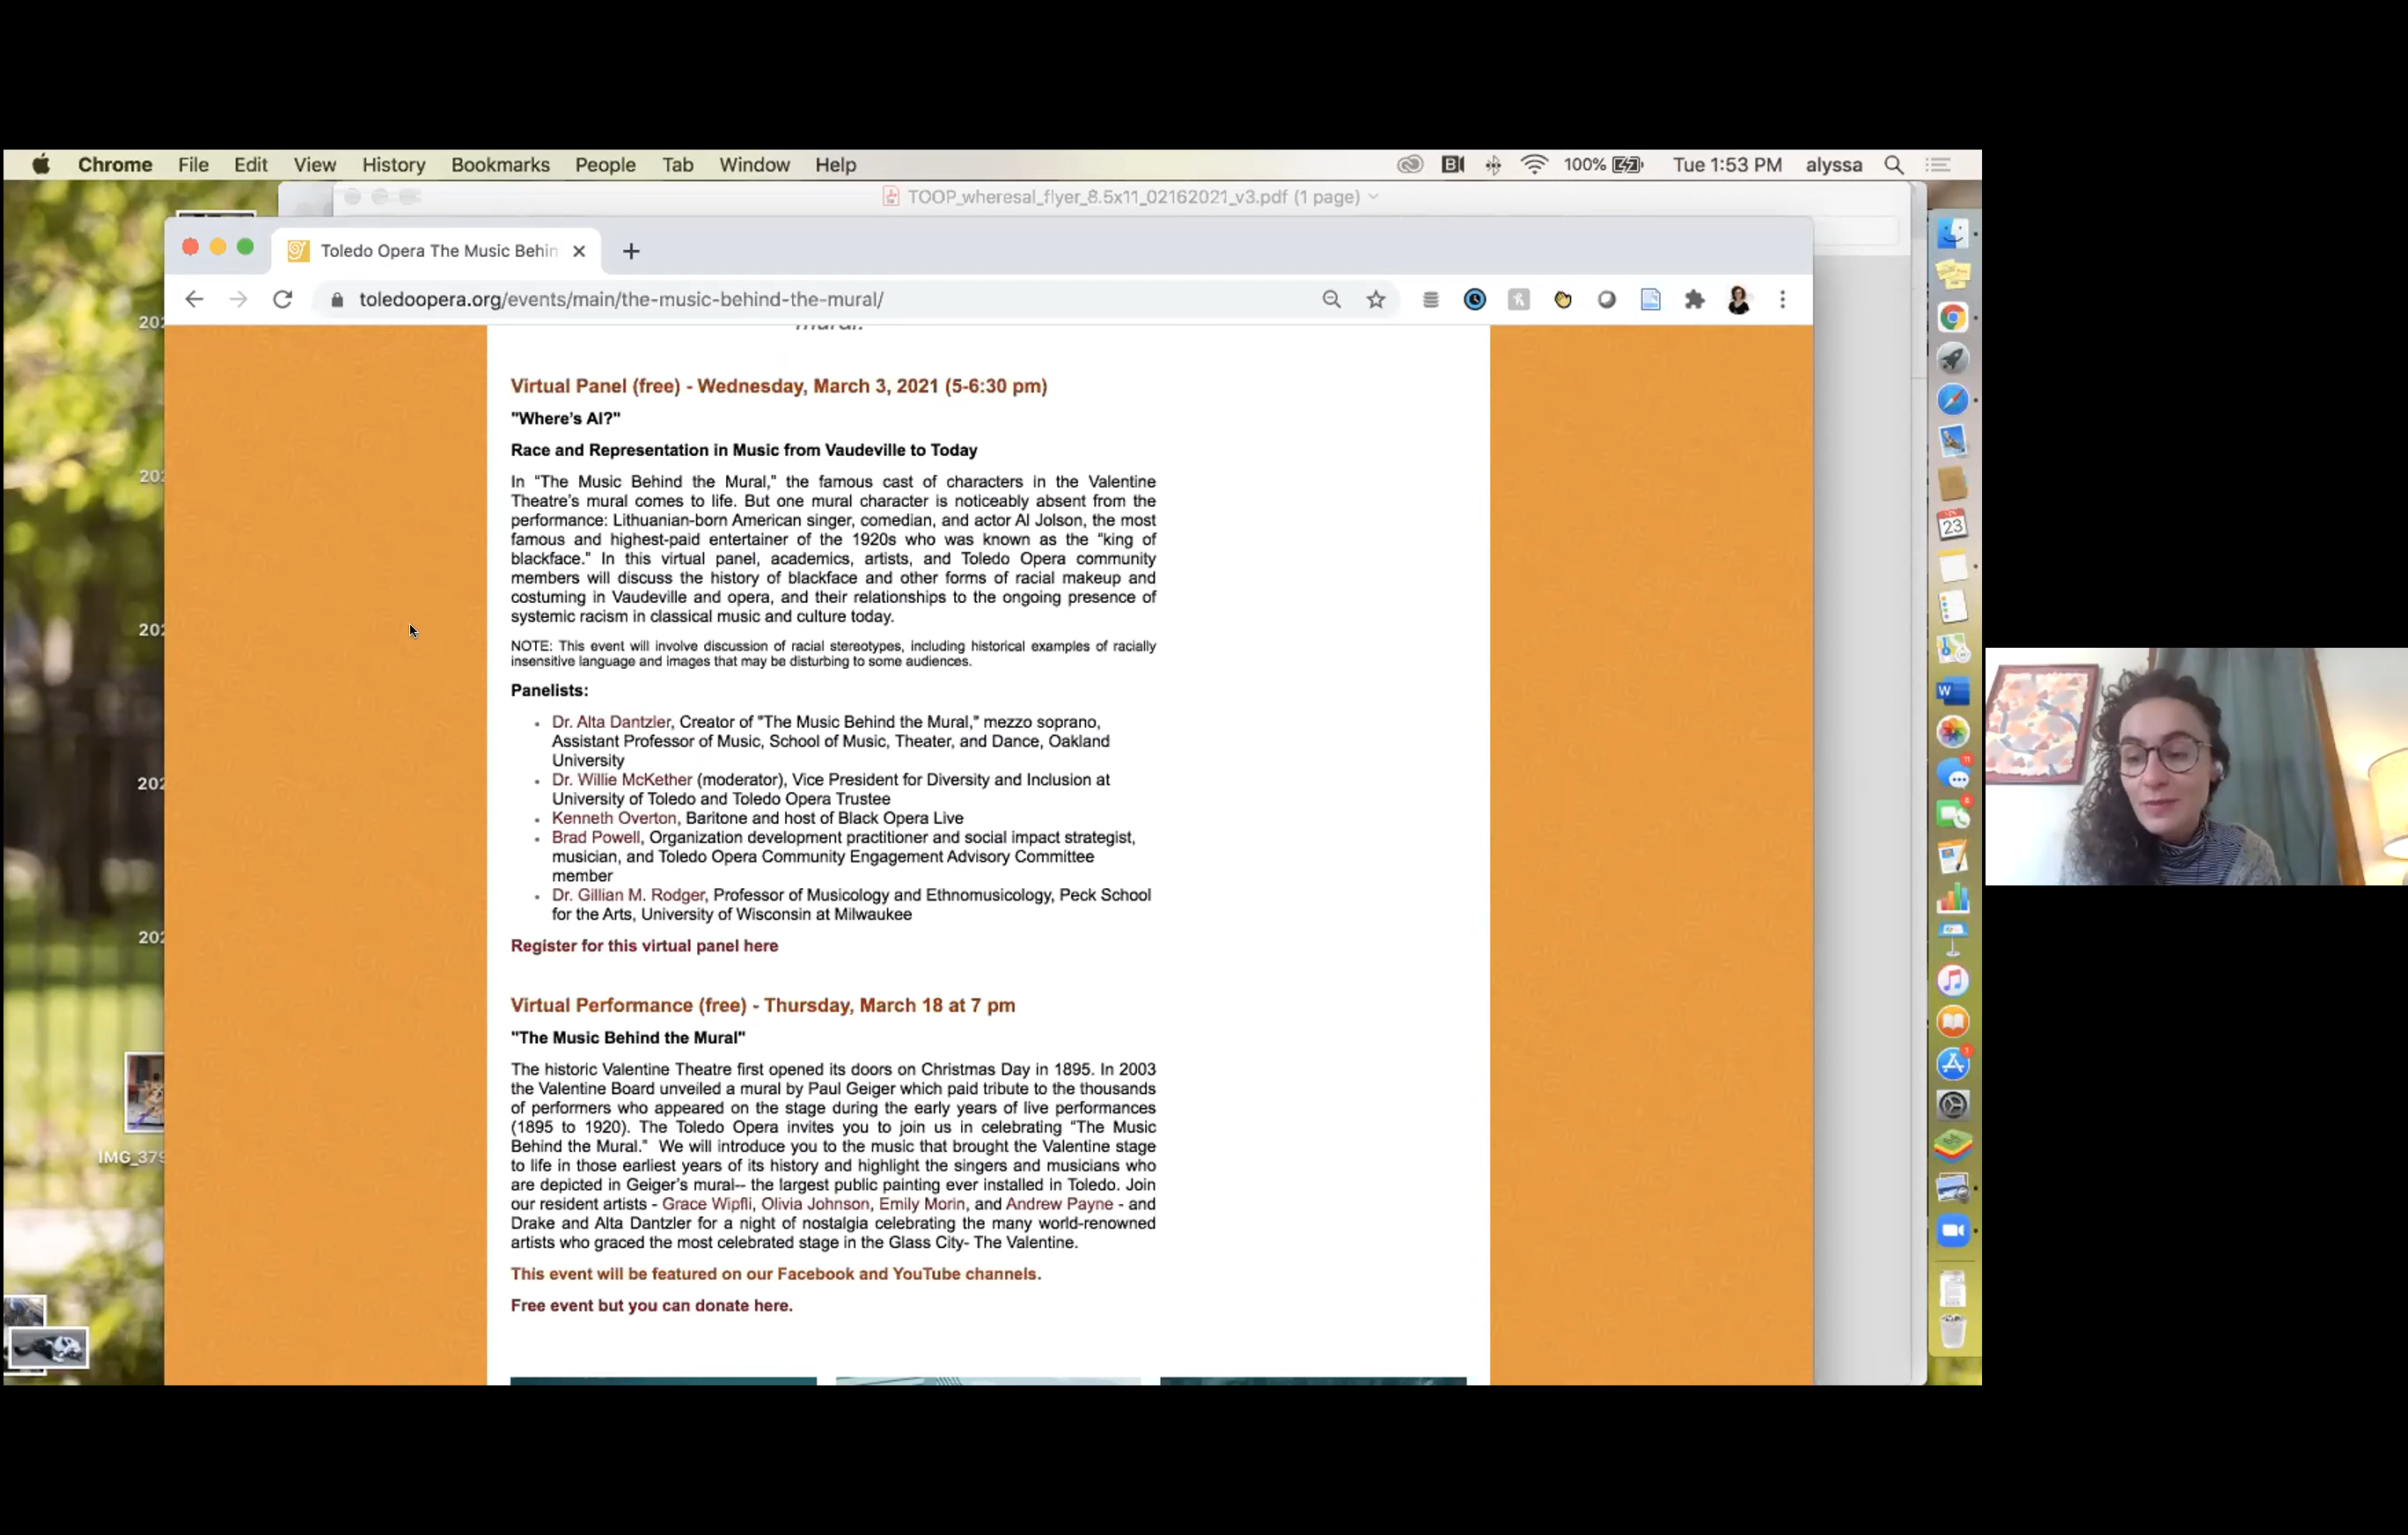 Chrome File Edit View History Bookmarks People Tab Window Help 100% Tue 1:53 PM alyssa
TOOP_wheresal_flyer_8.5x11_02162021_v3.pdf (1 page)
Toledo Opera The Music Behin
toledoopera.org/events/main/the-music-behind-the-mural/
mural.
Virtual Panel (free) - Wednesday, March 3, 2021 (5-6:30 pm)
"Where's Al?"
Race and Representation in Music from Vaudeville to Today
In “The Music Behind the Mural,” the famous cast of characters in the Valentine
Theatre’s mural comes to life. But one mural character is noticeably absent from the
performance: Lithuanian-born American singer, comedian, and actor Al Jolson, the most
famous and highest-paid entertainer of the 1920s who was known as the “king of
blackface.” In this virtual panel, academics, artists, and Toledo Opera community
members will discuss the history of blackface and other forms of racial makeup and
costuming in Vaudeville and opera, and their relationships to the ongoing presence of
systemic racism in classical music and culture today.
NOTE: This event will involve discussion of racial stereotypes, including historical examples of racially
insensitive language and images that may be disturbing to some audiences.
Panelists:
Dr. Alta Dantzler, Creator of "The Music Behind the Mural," mezzo soprano,
Assistant Professor of Music, School of Music, Theater, and Dance, Oakland
University
Dr. Willie McKether (moderator), Vice President for Diversity and Inclusion at
University of Toledo and Toledo Opera Trustee
Kenneth Overton, Baritone and host of Black Opera Live
Brad Powell, Organization development practitioner and social impact strategist,
musician, and Toledo Opera Community Engagement Advisory Committee
member
Dr. Gillian M. Rodger, Professor of Musicology and Ethnomusicology, Peck School
for the Arts, University of Wisconsin at Milwaukee
Register for this virtual panel here
Virtual Performance (free) - Thursday, March 18 at 7 pm
"The Music Behind the Mural"
The historic Valentine Theatre first opened its doors on Christmas Day in 1895. In 2003
the Valentine Board unveiled a mural by Paul Geiger which paid tribute to the thousands
of performers who appeared on the stage during the early years of live performances
(1895 to 1920). The Toledo Opera invites you to join us in celebrating “The Music
Behind the Mural.” We will introduce you to the music that brought the Valentine stage
to life in those earliest years of its history and highlight the singers and musicians who
are depicted in Geiger’s mural-- the largest public painting ever installed in Toledo. Join
our resident artists - Grace Wipfli, Olivia Johnson, Emily Morin, and Andrew Payne - and
Drake and Alta Dantzler for a night of nostalgia celebrating the many world-renowned
artists who graced the most celebrated stage in the Glass City- The Valentine.
This event will be featured on our Facebook and YouTube channels.
Free event but you can donate here.
202
202
202
202
202
IMG_379
23
11
8
1